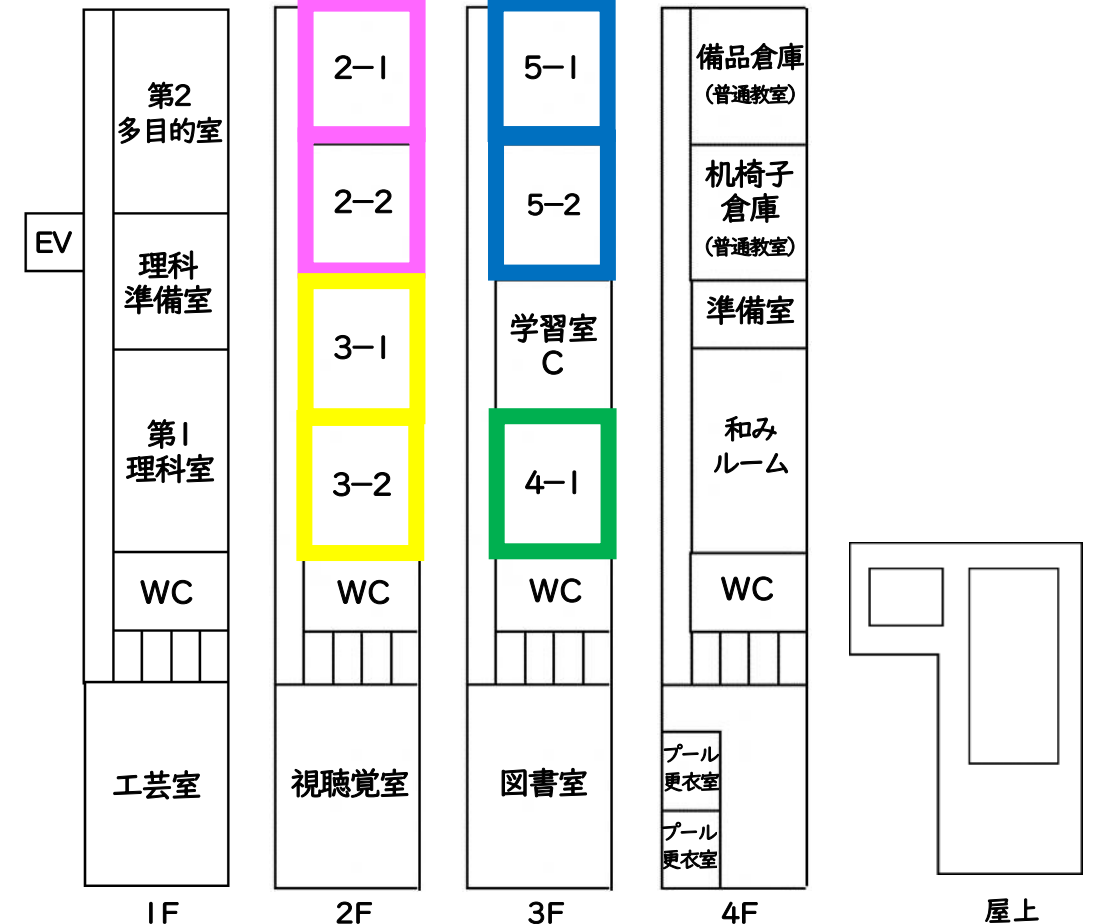 第2
多目的室
EV
理科
準備室
第1
理科室
WC
工芸室
1F
2-1
2-2
3-1
3-2
WC
視聴覚室
2F
5-1
5-2
学習室
C
4-1
WC
図書室
3F
備品倉庫
(普通教室)
机椅子
倉庫
(普通教室)
準備室
和み
ルーム
WC
プール
更衣室
プール
更衣室
4F
屋上